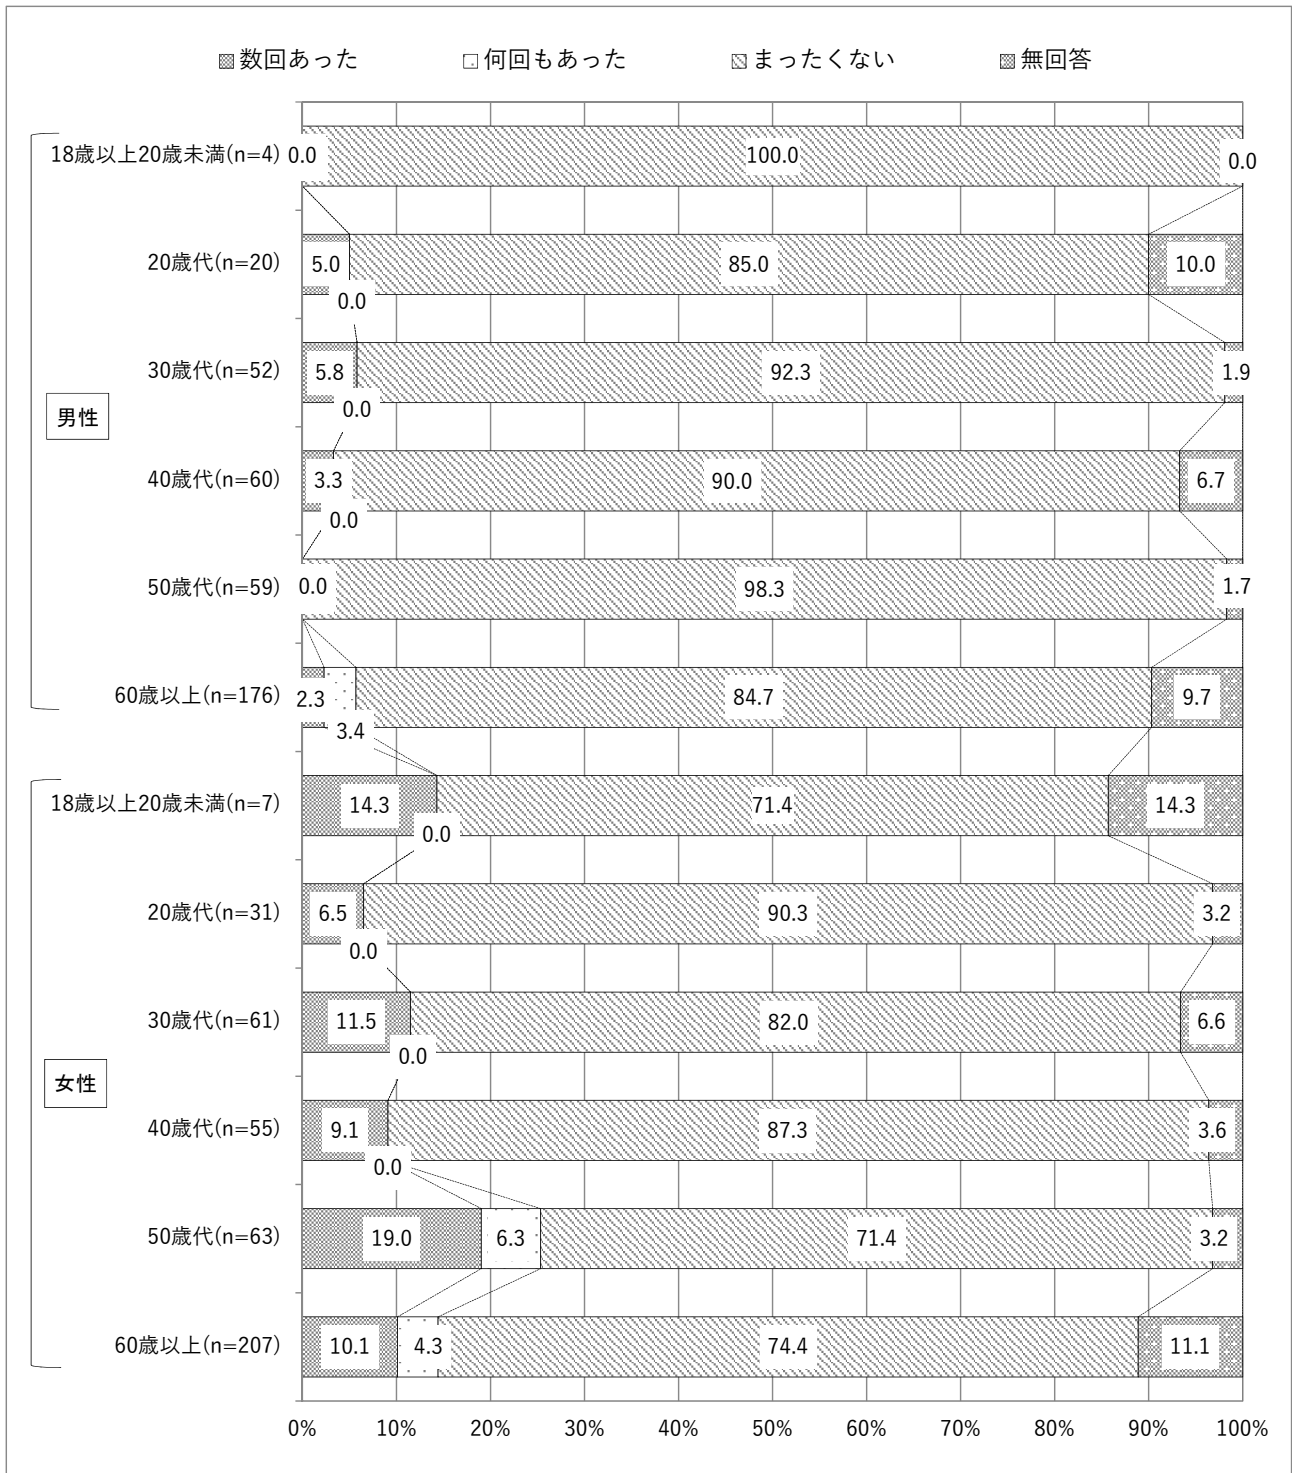 数回あった 何回もあった まったくない 無回答
18歳以上20歳未満(n=4) 0.0 100.0 0.0
20歳代(n=20) 5.0 85.0 10.0
0.0
30歳代(n=52) 5.8 92.3 1.9
0.0
男性
40歳代(n=60) 3.3 90.0 6.7
0.0
50歳代(n=59) 0.0 98.3 1.7
60歳以上(n=176) 2.3 84.7 9.7
3.4
18歳以上20歳未満(n=7) 14.3 71.4 14.3
0.0
20歳代(n=31) 6.5 90.3 3.2
0.0
30歳代(n=61) 11.5 82.0 6.6
0.0
女性
40歳代(n=55) 9.1 87.3 3.6
0.0
50歳代(n=63) 19.0 6.3 71.4 3.2
60歳以上(n=207) 10.1 4.3 74.4 11.1
0% 10% 20% 30% 40% 50% 60% 70% 80% 90% 100%